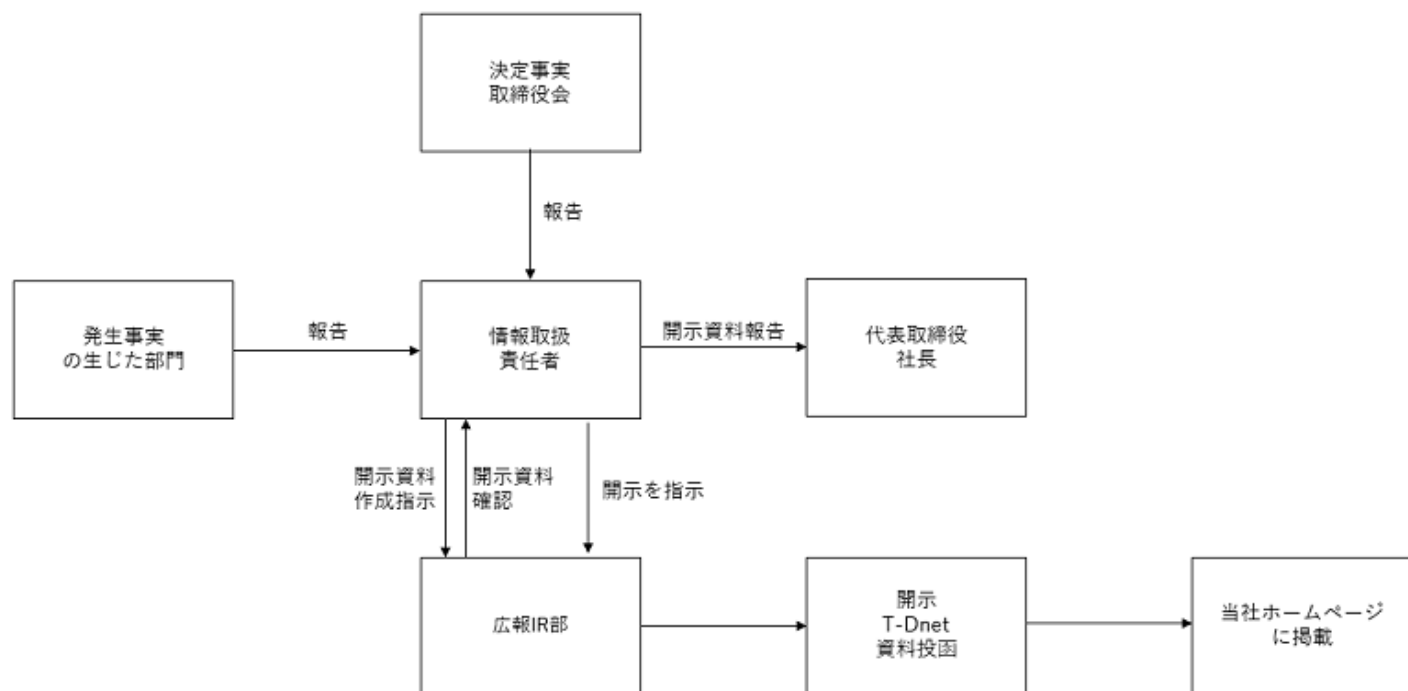 決定事実
取締役会
報告
発生事実
の生じた部門
報告
情報取扱
責任者
開示資料報告
代表取締役
社長
開示資料
作成指示
開示資料
確認
開示を指示
広報IR部
開示
T-Dnet
資料投函
当社ホームページ
に掲載